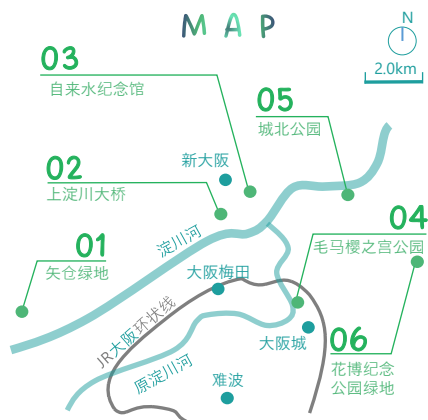 MAP
N
2.0km
03
自来水纪念馆
05
城北公园
新大阪
02
上淀川大桥
04
毛马樱之宫公园
01
矢仓绿地
淀川河
大阪梅田
JR大阪环状线
大阪城
06
花博纪念
公园绿地
原淀川河
难波